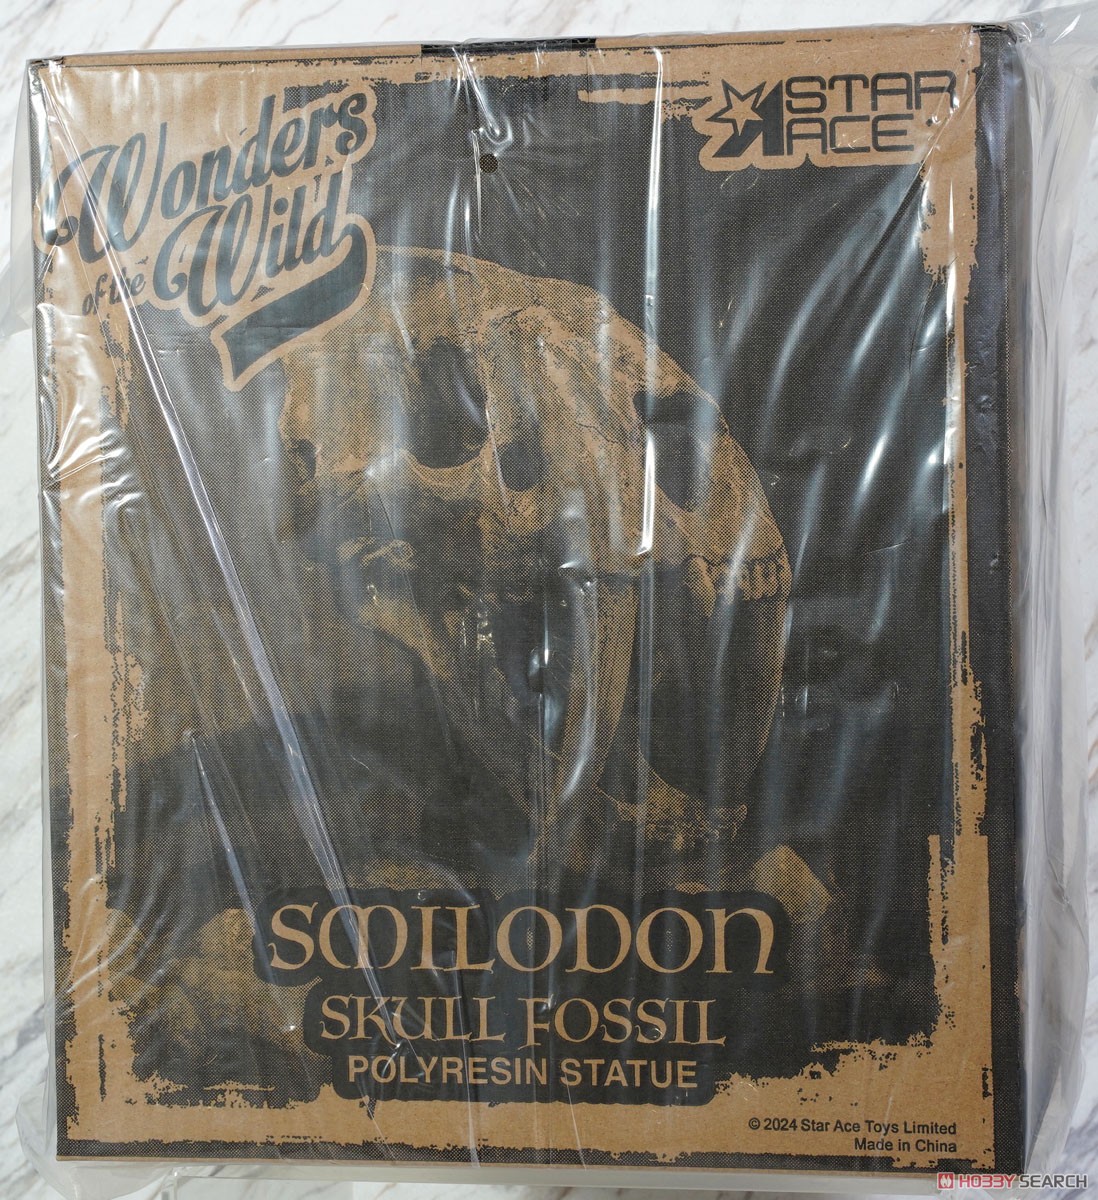 Wonders
of the Wild
STAR
ACE
SMILODON
SKULL FOSSIL
POLYRESIN STATUE
© 2024 Star Ace Toys Limited
Made in China
HOBBY SEARCH